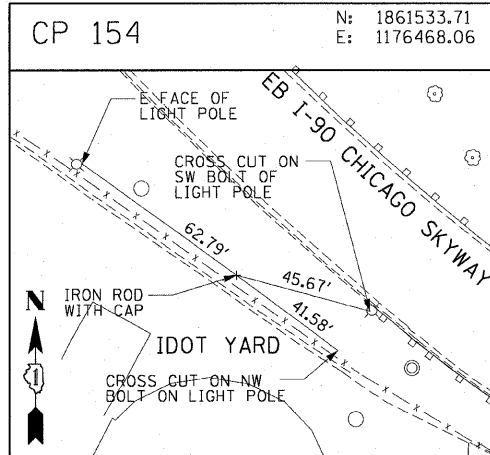 CP 154
N: 1861533.71
E: 1176468.06
E FACE OF
LIGHT POLE
EB I-90 CHICAGO SKYWAY
CROSS CUT ON
SW BOLT OF
LIGHT POLE
62.79'
45.67'
41.58'
IRON ROD
WITH CAP
N
1
IDOT YARD
CROSS CUT ON NW
BOLT ON LIGHT POLE